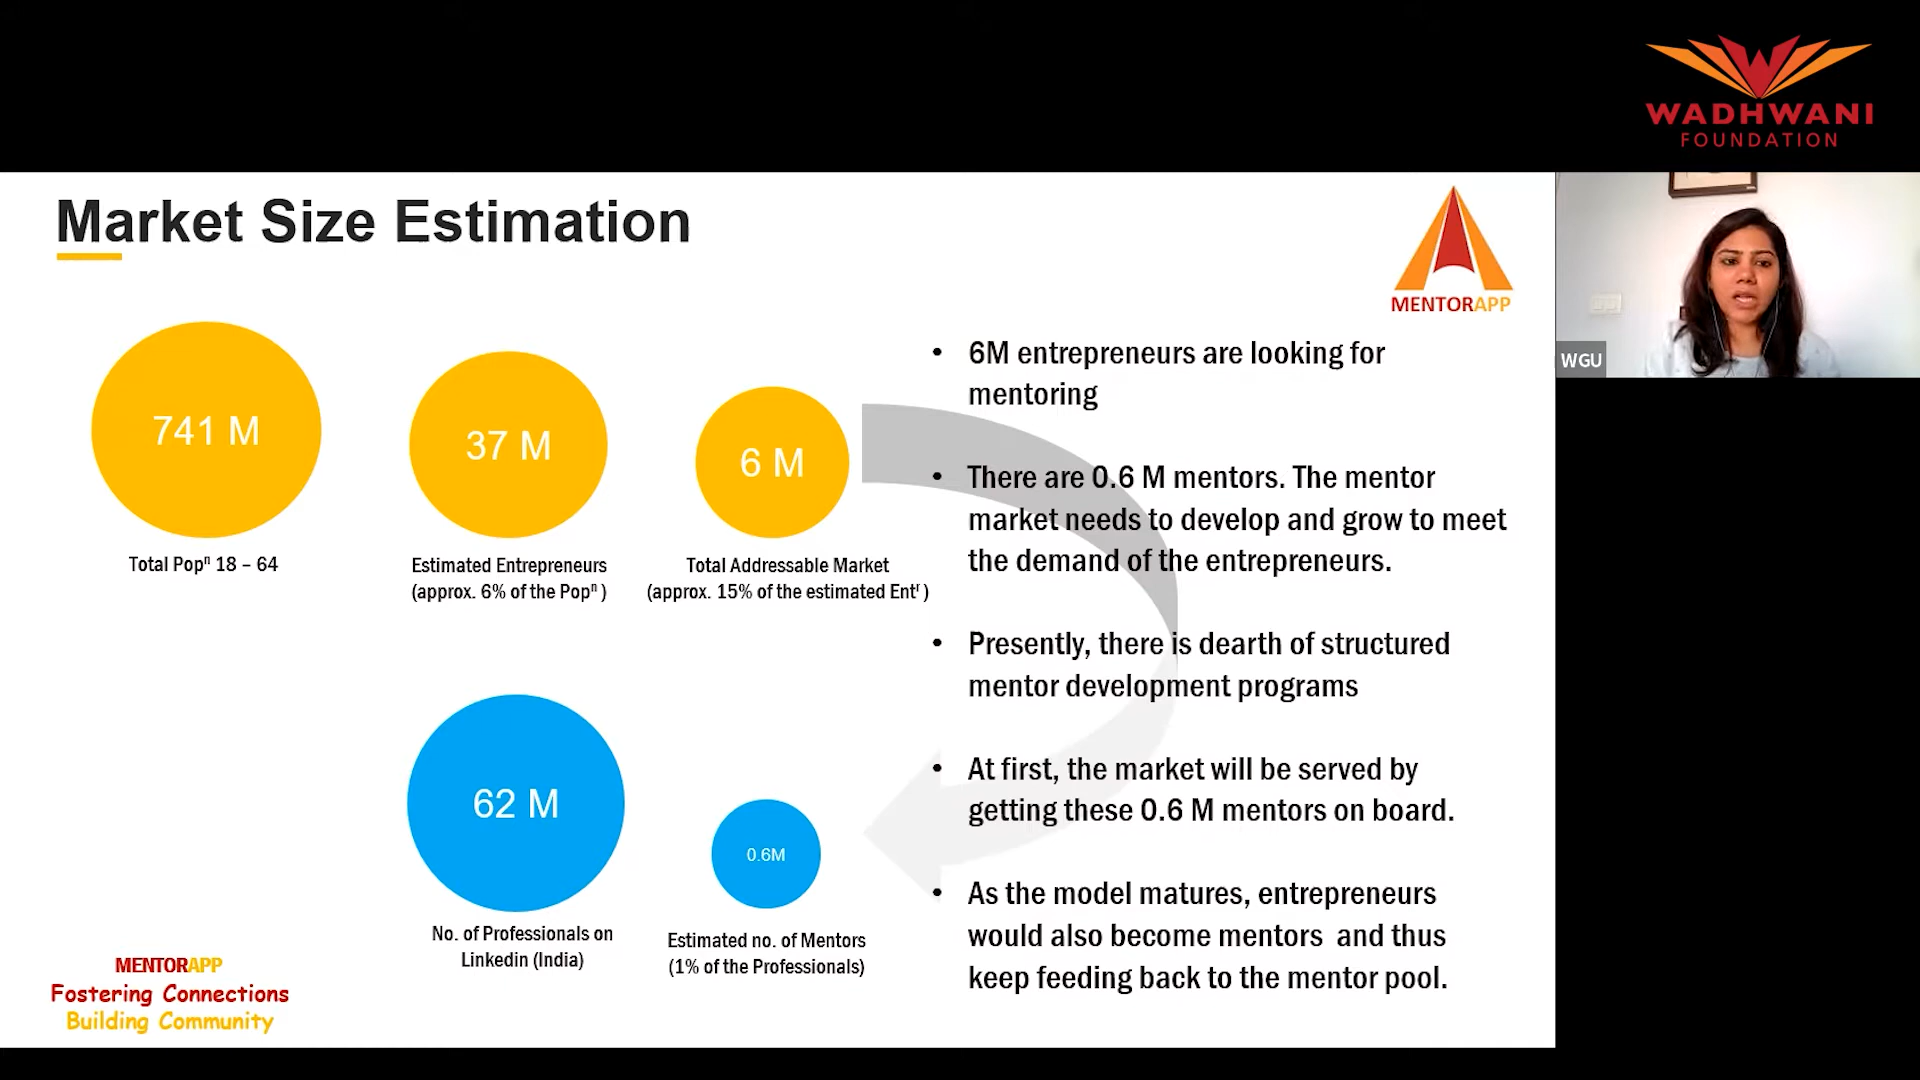 WADHWANI
FOUNDATION
Market Size Estimation
MENTORAPP
WGU
741 M
Total Popⁿ 18 – 64
37 M
Estimated Entrepreneurs
(approx. 6% of the Popⁿ )
6 M
Total Addressable Market
(approx. 15% of the estimated Entʳ )
62 M
No. of Professionals on
Linkedin (India)
0.6M
Estimated no. of Mentors
(1% of the Professionals)
• 6M entrepreneurs are looking for
mentoring
• There are 0.6 M mentors. The mentor
market needs to develop and grow to meet
the demand of the entrepreneurs.
• Presently, there is dearth of structured
mentor development programs
• At first, the market will be served by
getting these 0.6 M mentors on board.
• As the model matures, entrepreneurs
would also become mentors  and thus
keep feeding back to the mentor pool.
MENTORAPP
Fostering Connections
Building Community